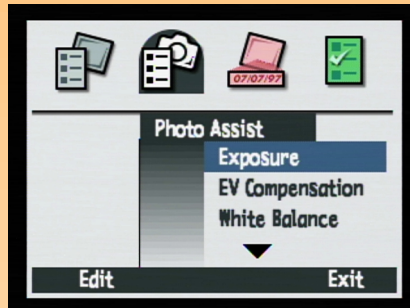 07/07/97
Photo Assist
Exposure
EV Compensation
White Balance
Edit Exit